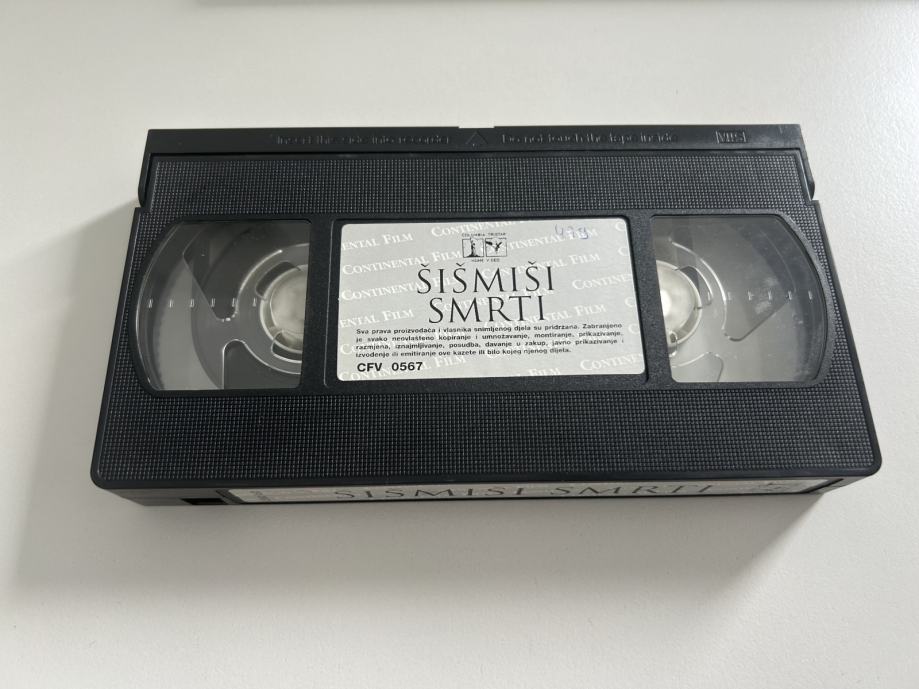 Insert this side into recorder △ Do not touch the tape inside VHS
COLUMBIA TRISTAR
HOME VIDEO
CONTINENTAL FILM
ŠIŠMIŠI
SMRTI
Sva prava proizvođača i vlasnika snimljenog djela su pridržana. Zabranjeno
je svako neovlašteno kopiranje i umnožavanje, montiranje, prikazivanje,
razmjena, iznajmljivanje, posudba, davanje u zakup, javno prikazivanje i
izvođenje ili emitiranje ove kazete ili bilo kojeg njenog dijela.
CFV 0567
ŠIŠMIŠI SMRTI